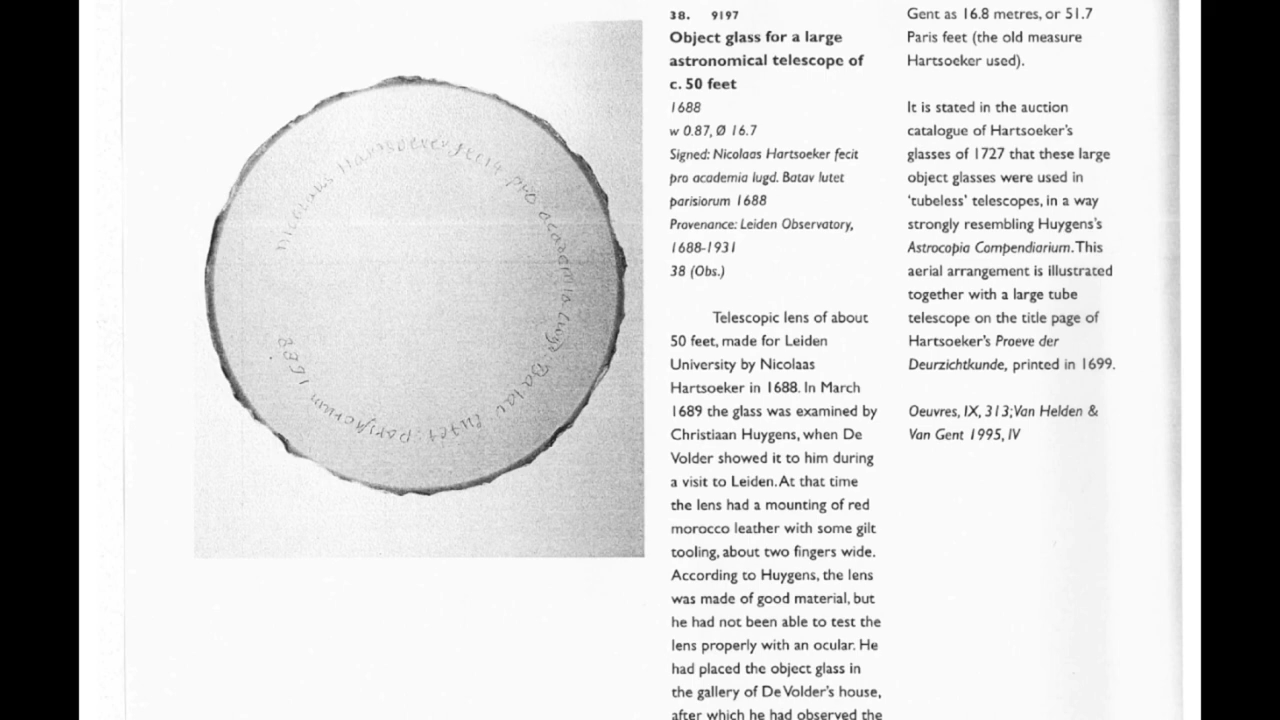 nicolaus Hartsoeker fecit pro academia lugd Batav lutet. parisiorum 1688
38. 9197
Object glass for a large
astronomical telescope of
c. 50 feet
1688
w 0.87, Ø 16.7
Signed: Nicolaas Hartsoeker fecit
pro academia lugd. Batav lutet
parisiorum 1688
Provenance: Leiden Observatory,
1688-1931
38 (Obs.)
Telescopic lens of about
50 feet, made for Leiden
University by Nicolaas
Hartsoeker in 1688. In March
1689 the glass was examined by
Christiaan Huygens, when De
Volder showed it to him during
a visit to Leiden. At that time
the lens had a mounting of red
morocco leather with some gilt
tooling, about two fingers wide.
According to Huygens, the lens
was made of good material, but
he had not been able to test the
lens properly with an ocular. He
had placed the object glass in
the gallery of De Volder's house,
after which he had observed the
Gent as 16.8 metres, or 51.7
Paris feet (the old measure
Hartsoeker used).
It is stated in the auction
catalogue of Hartsoeker's
glasses of 1727 that these large
object glasses were used in
'tubeless' telescopes, in a way
strongly resembling Huygens's
Astrocopia Compendiarium. This
aerial arrangement is illustrated
together with a large tube
telescope on the title page of
Hartsoeker's Proeve der
Deurzichtkunde, printed in 1699.
Oeuvres, IX, 313; Van Helden &
Van Gent 1995, IV